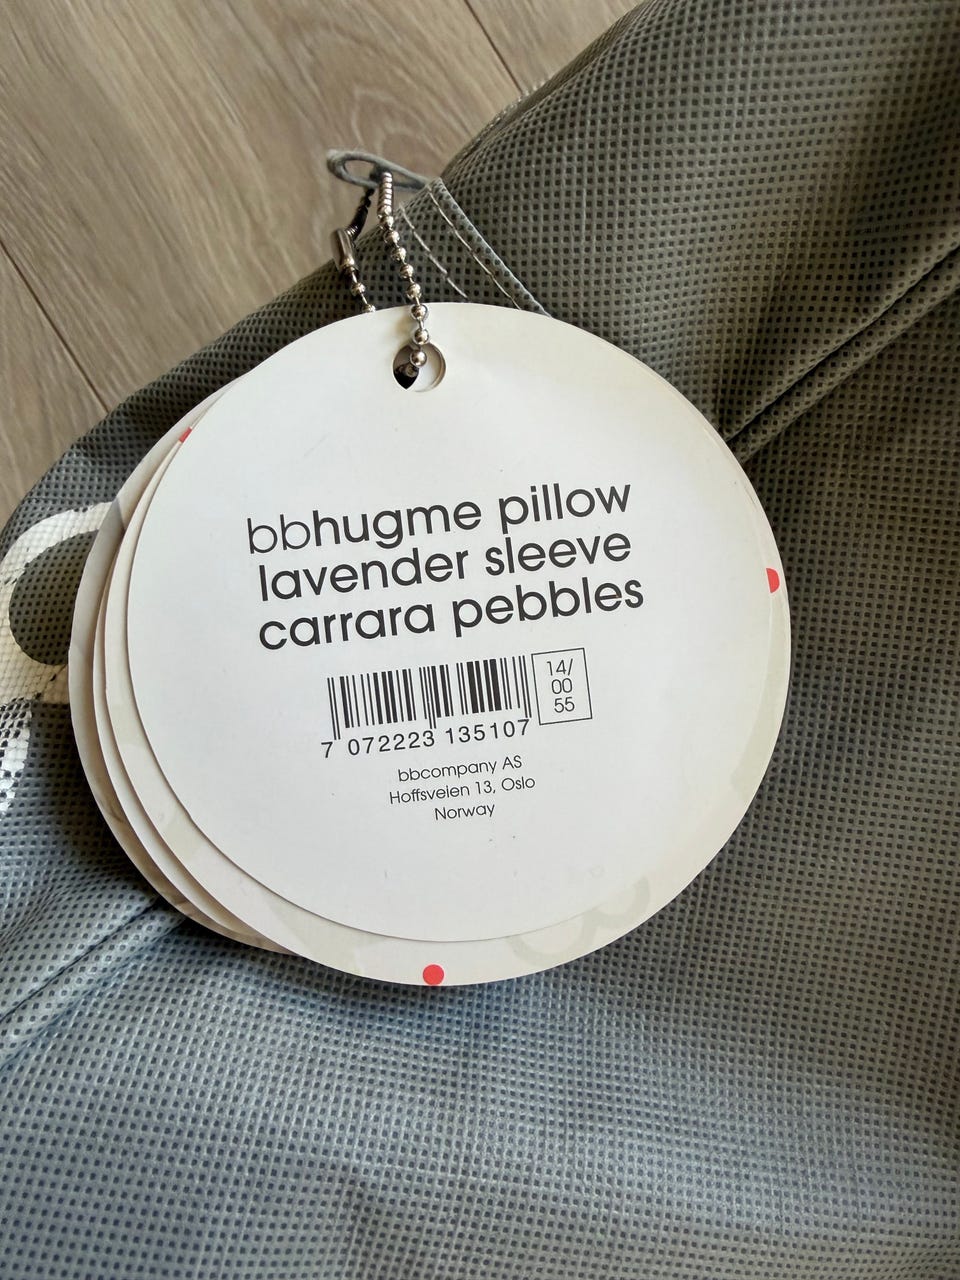 bbhugme pillow
lavender sleeve
carrara pebbles
14/
00
55
7 072223 135107
bbcompany AS
Hoffsveien 13, Oslo
Norway